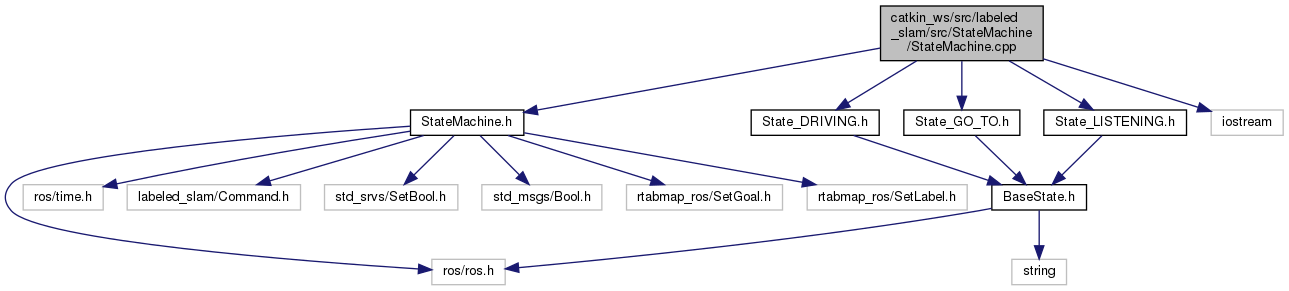 catkin_ws/src/labeled
_slam/src/StateMachine
/StateMachine.cpp
StateMachine.h
State_DRIVING.h
State_GO_TO.h
State_LISTENING.h
iostream
ros/time.h
labeled_slam/Command.h
std_srvs/SetBool.h
std_msgs/Bool.h
rtabmap_ros/SetGoal.h
rtabmap_ros/SetLabel.h
BaseState.h
ros/ros.h
string